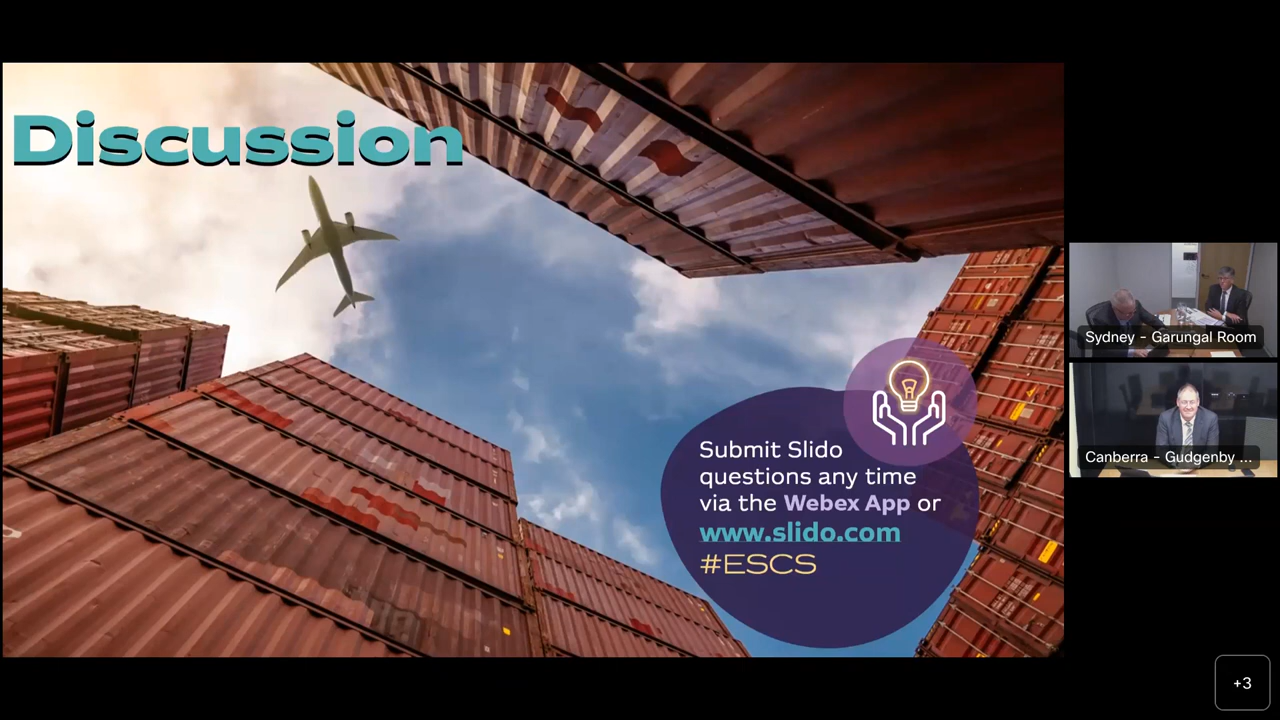 Discussion
Submit Slido
questions any time
via the Webex App or
www.slido.com
#ESCS
Sydney - Garungal Room
Canberra - Gudgenby ...
+3